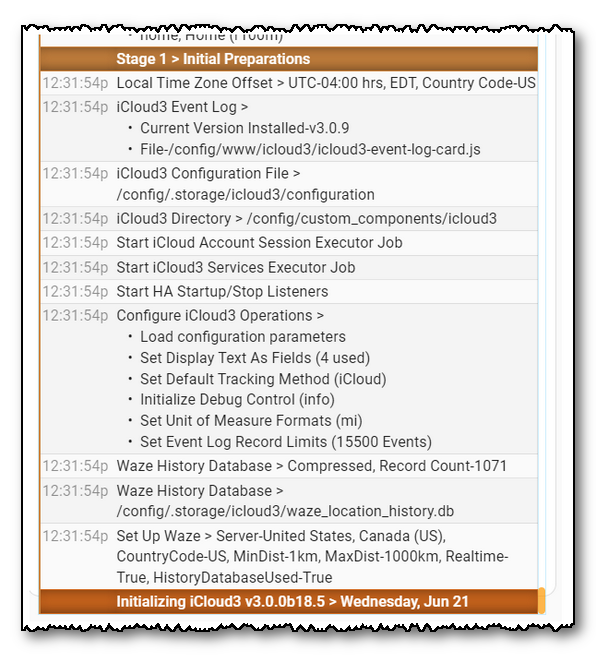 home, Home (Iroom)
Stage 1 > Initial Preparations
12:31:54p Local Time Zone Offset > UTC-04:00 hrs, EDT, Country Code-US
12:31:54p iCloud3 Event Log >
• Current Version Installed-v3.0.9
• File-/config/www/icloud3/icloud3-event-log-card.js
12:31:54p iCloud3 Configuration File >
/config/.storage/icloud3/configuration
12:31:54p iCloud3 Directory > /config/custom_components/icloud3
12:31:54p Start iCloud Account Session Executor Job
12:31:54p Start iCloud3 Services Executor Job
12:31:54p Start HA Startup/Stop Listeners
12:31:54p Configure iCloud3 Operations >
• Load configuration parameters
• Set Display Text As Fields (4 used)
• Set Default Tracking Method (iCloud)
• Initialize Debug Control (info)
• Set Unit of Measure Formats (mi)
• Set Event Log Record Limits (15500 Events)
12:31:54p Waze History Database > Compressed, Record Count-1071
12:31:54p Waze History Database >
/config/.storage/icloud3/waze_location_history.db
12:31:54p Set Up Waze > Server-United States, Canada (US),
CountryCode-US, MinDist-1km, MaxDist-1000km, Realtime-
True, HistoryDatabaseUsed-True
Initializing iCloud3 v3.0.0b18.5 > Wednesday, Jun 21